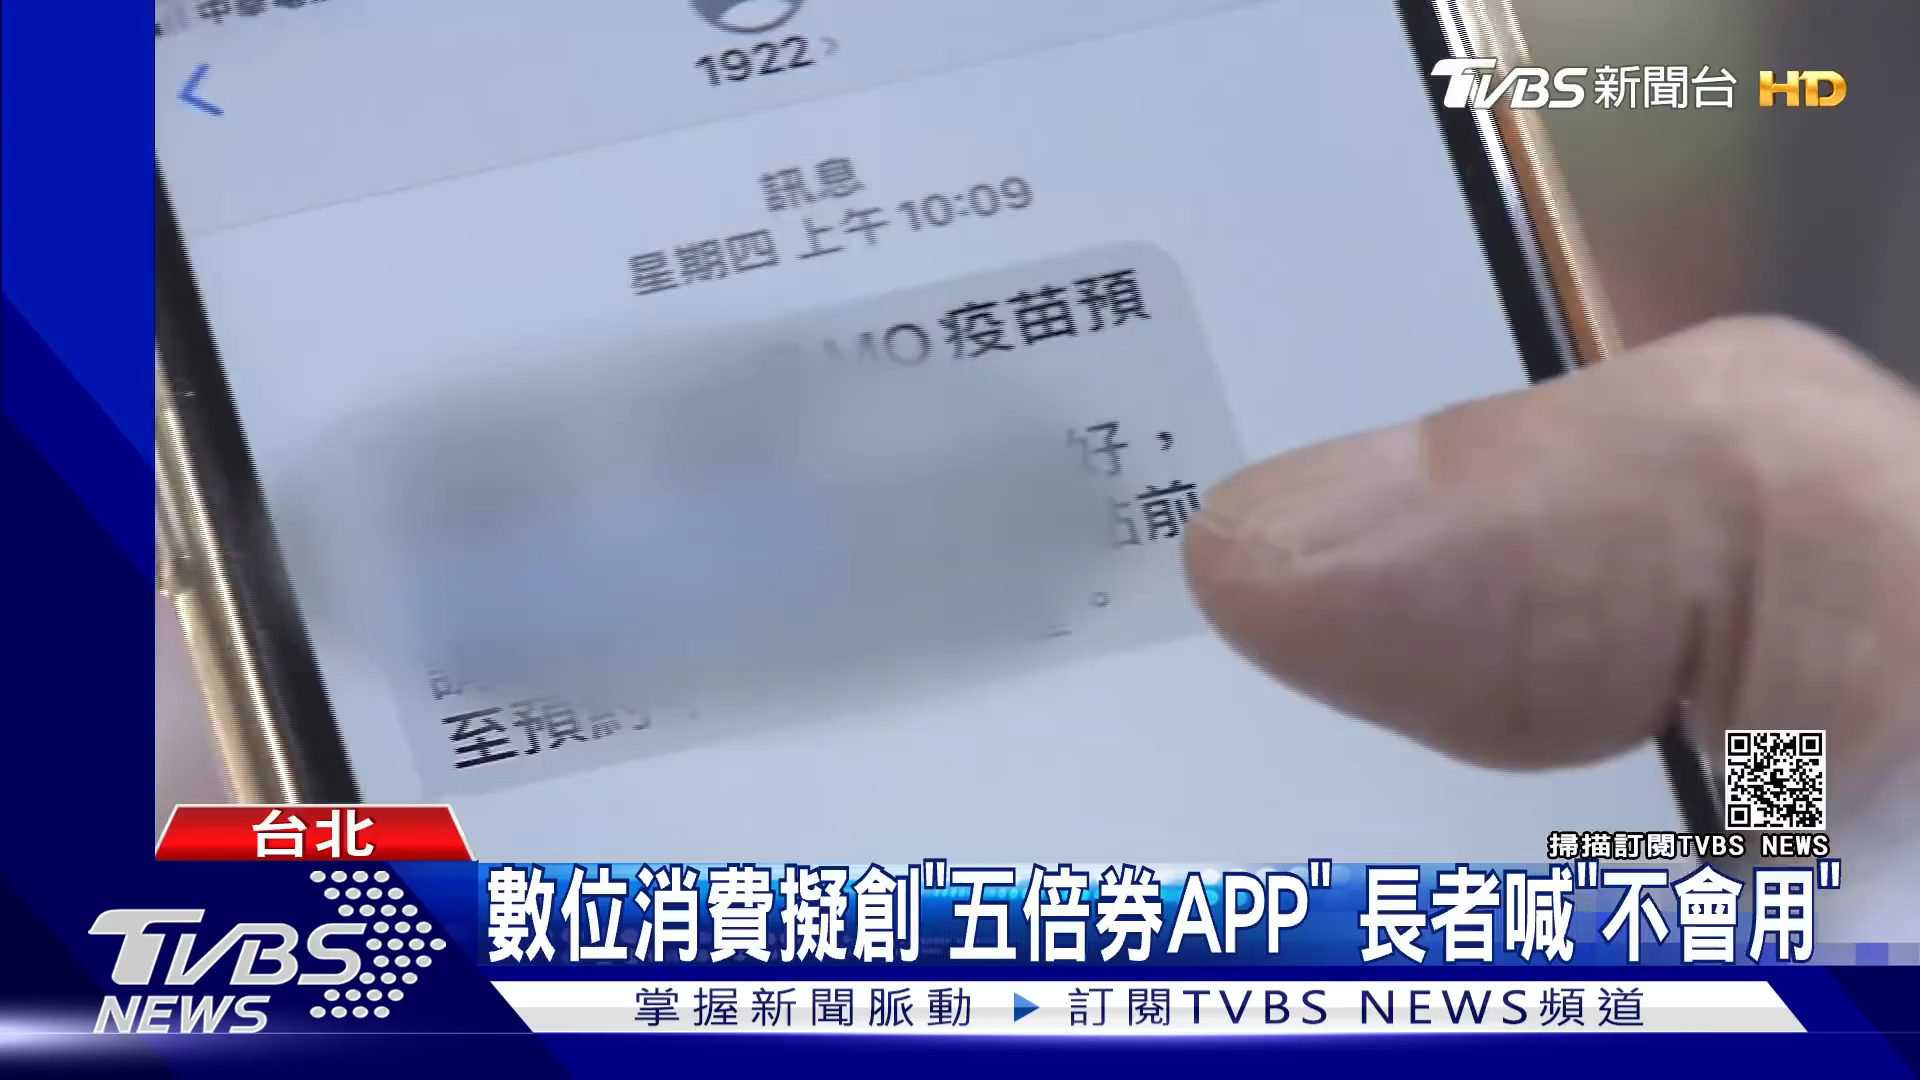 1922
TVBS新聞台 HD
訊息
星期四 上午10:09
MO疫苗預
好，
前
。
至預約
掃描訂閱TVBS NEWS
台北
數位消費擬創"五倍券APP" 長者喊"不會用"
TVBS NEWS
掌握新聞脈動 ▶ 訂閱TVBS NEWS頻道